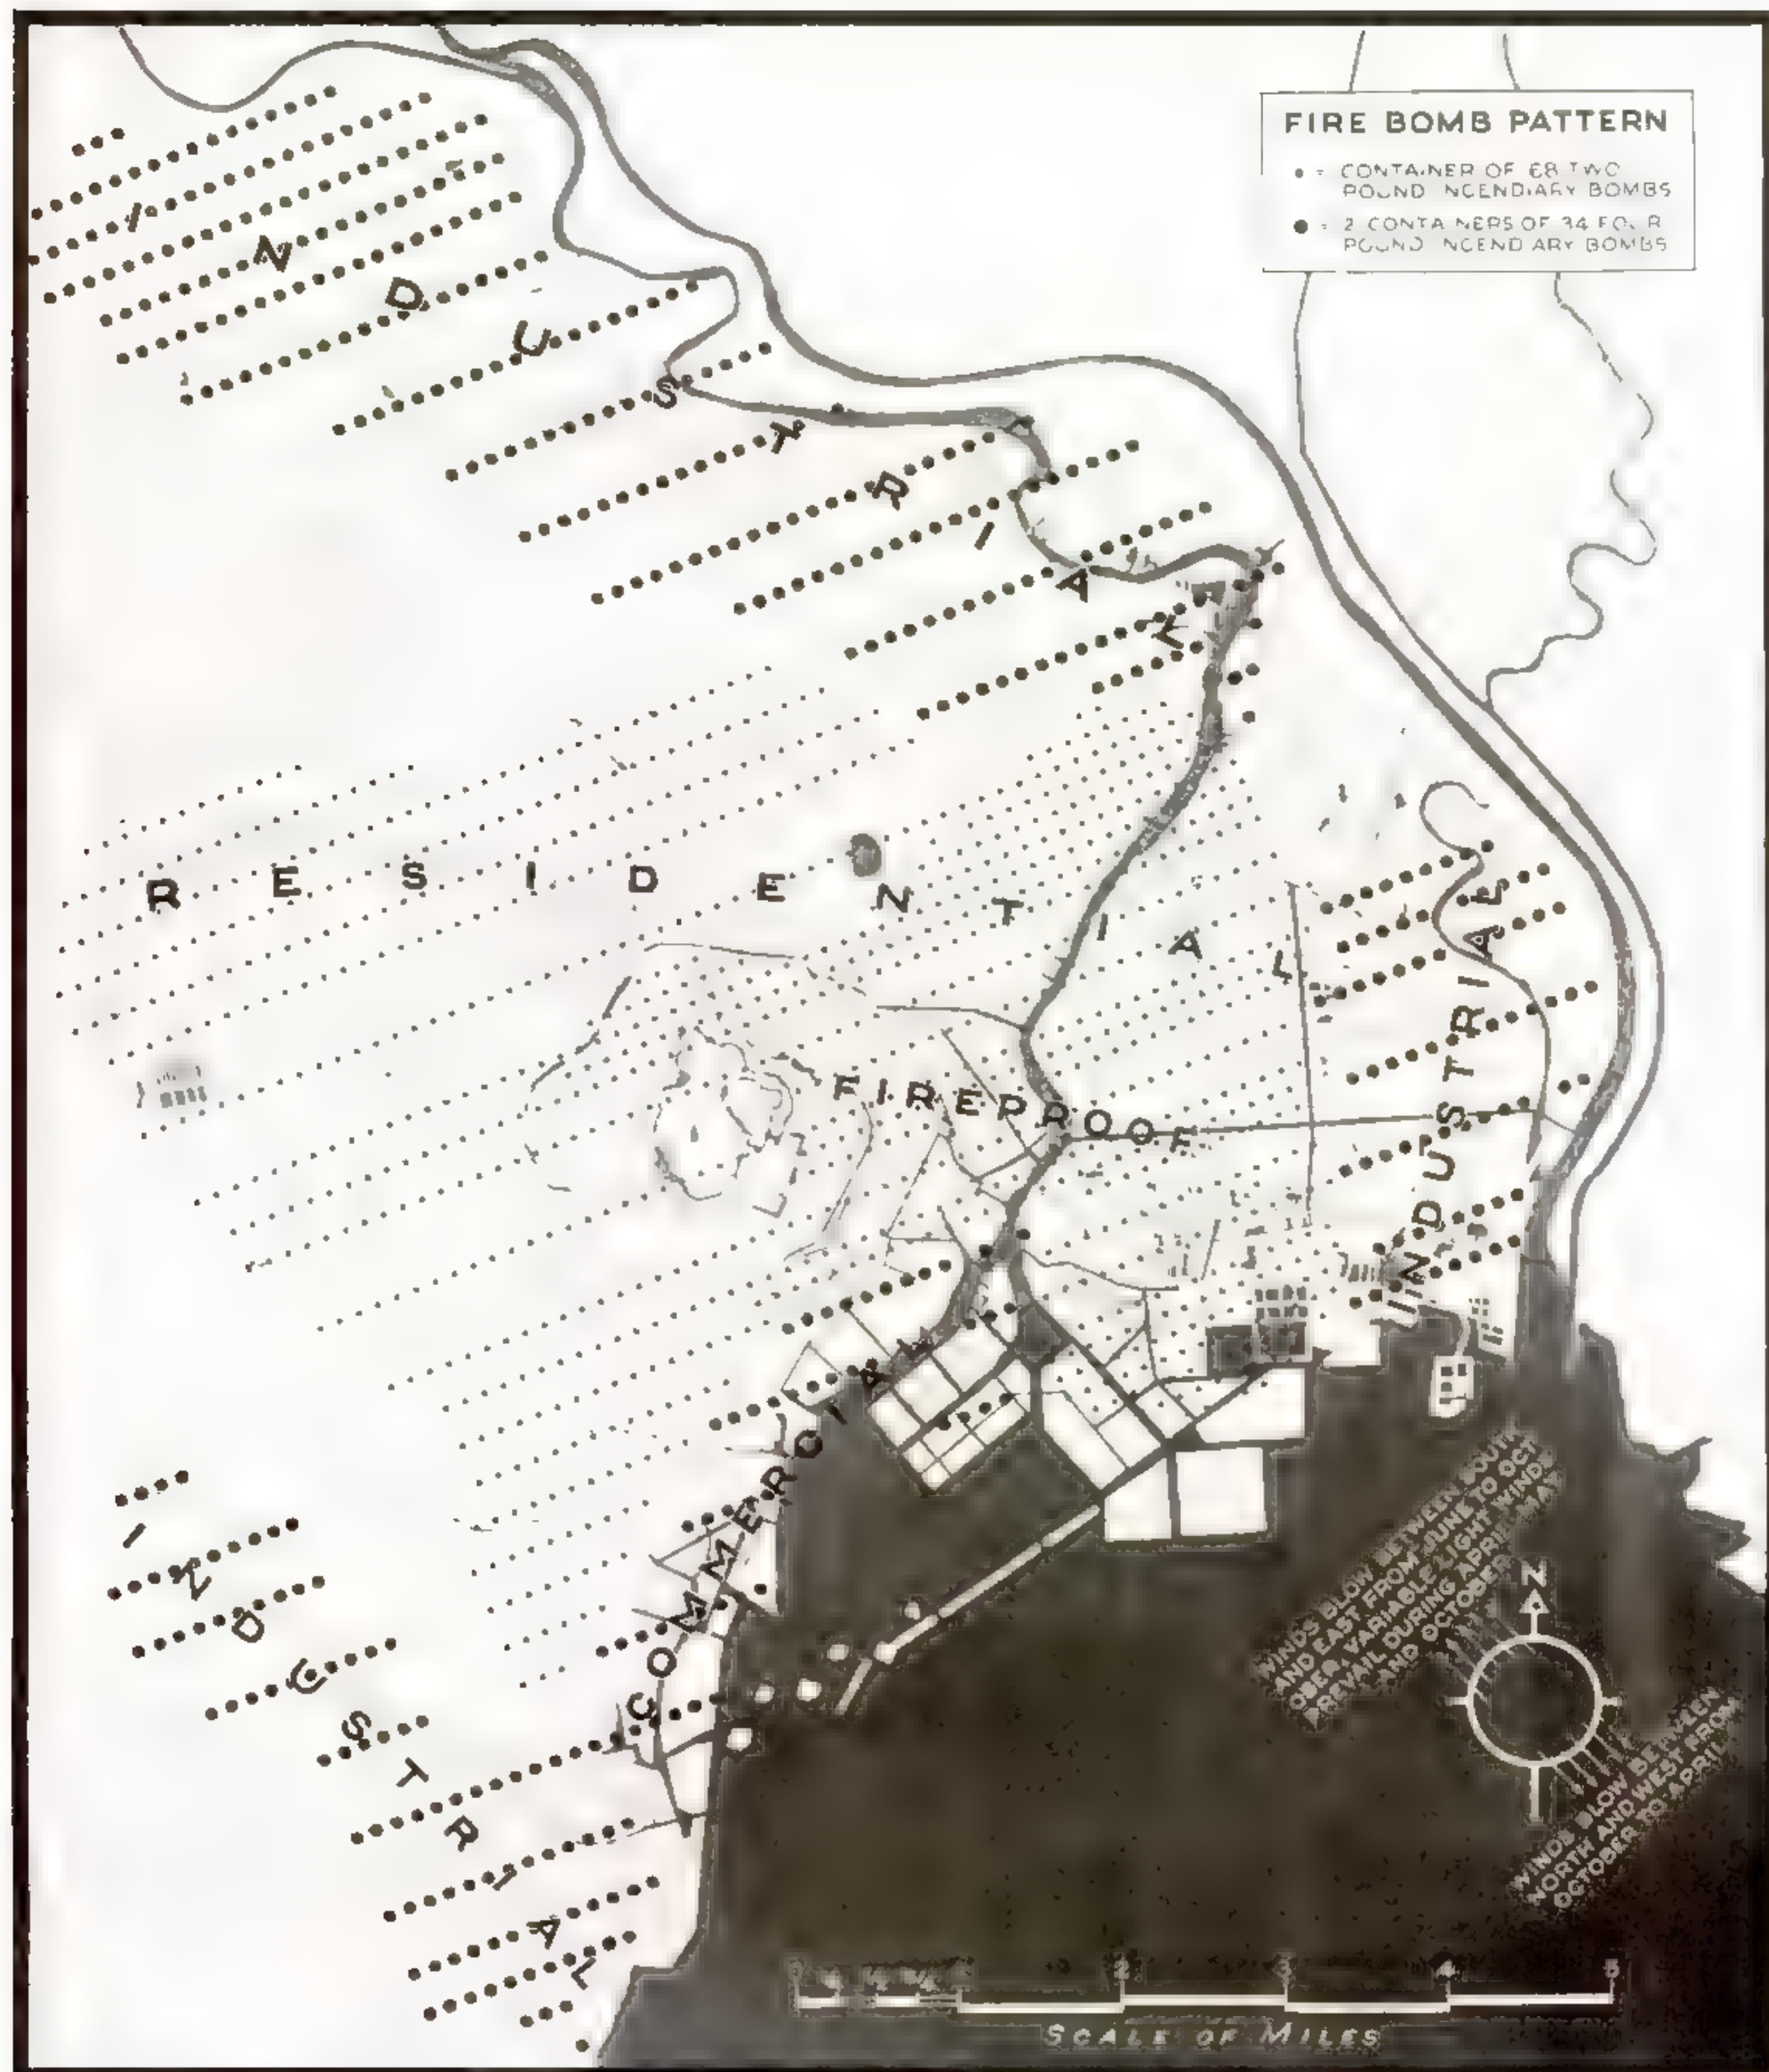 FIRE BOMB PATTERN
• = CONTAINER OF 68 TWO
POUND INCENDIARY BOMBS
● = 2 CONTAINERS OF 34 FOUR
POUND INCENDIARY BOMBS
INDUSTRIAL
RESIDENTIAL
INDUSTRIAL
FIREPROOF
COMMERCIAL
INDUSTRIAL
WINDS BLOW BETWEEN SOUTH
AND EAST FROM JUNE TO OCT
OBER, VARIABLE LIGHT WINDS
PREVAIL DURING APRIL MAY
AND OCTOBER
N
WINDS BLOW BETWEEN
NORTH AND WEST FROM
OCTOBER TO APRIL
2 3 4 5
SCALE OF MILES